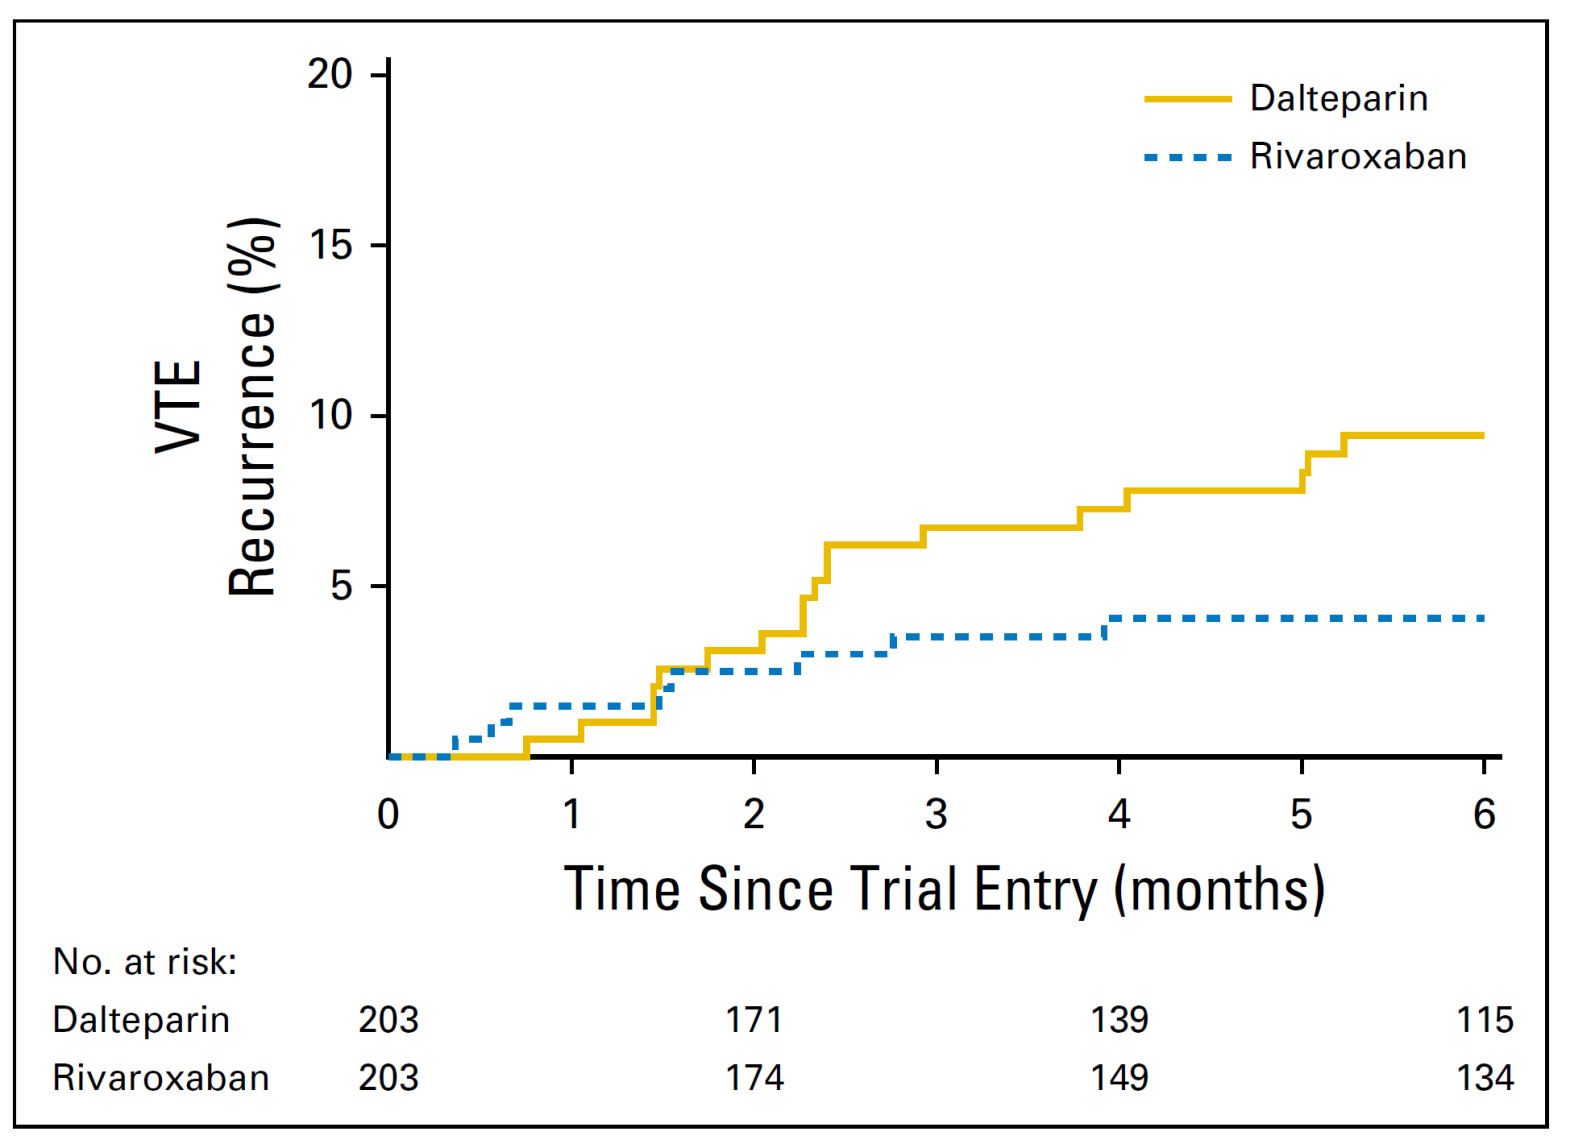 20
15
10
5
VTE
Recurrence (%)
Dalteparin
Rivaroxaban
0 1 2 3 4 5 6
Time Since Trial Entry (months)
No. at risk:
Dalteparin 203 171 139 115
Rivaroxaban 203 174 149 134